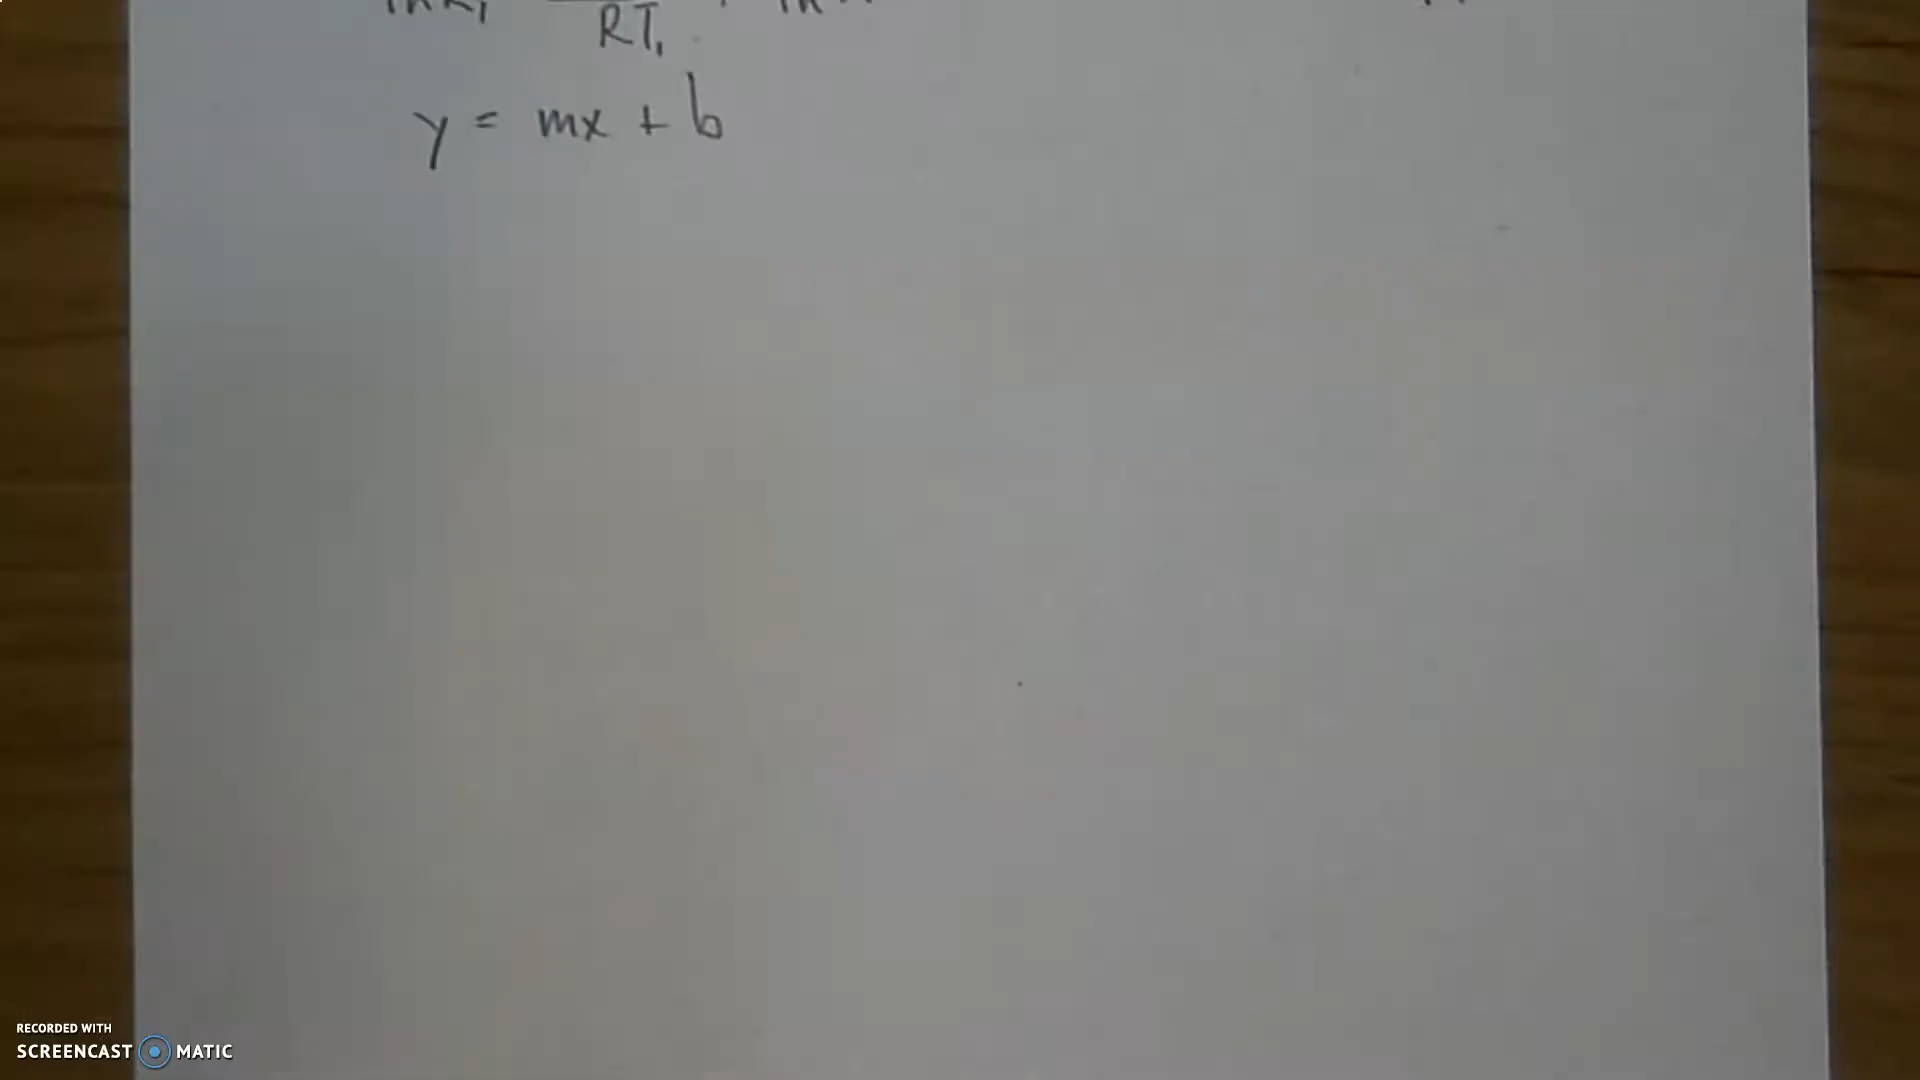 RT₁
y = mx + b
RECORDED WITH
SCREENCAST MATIC